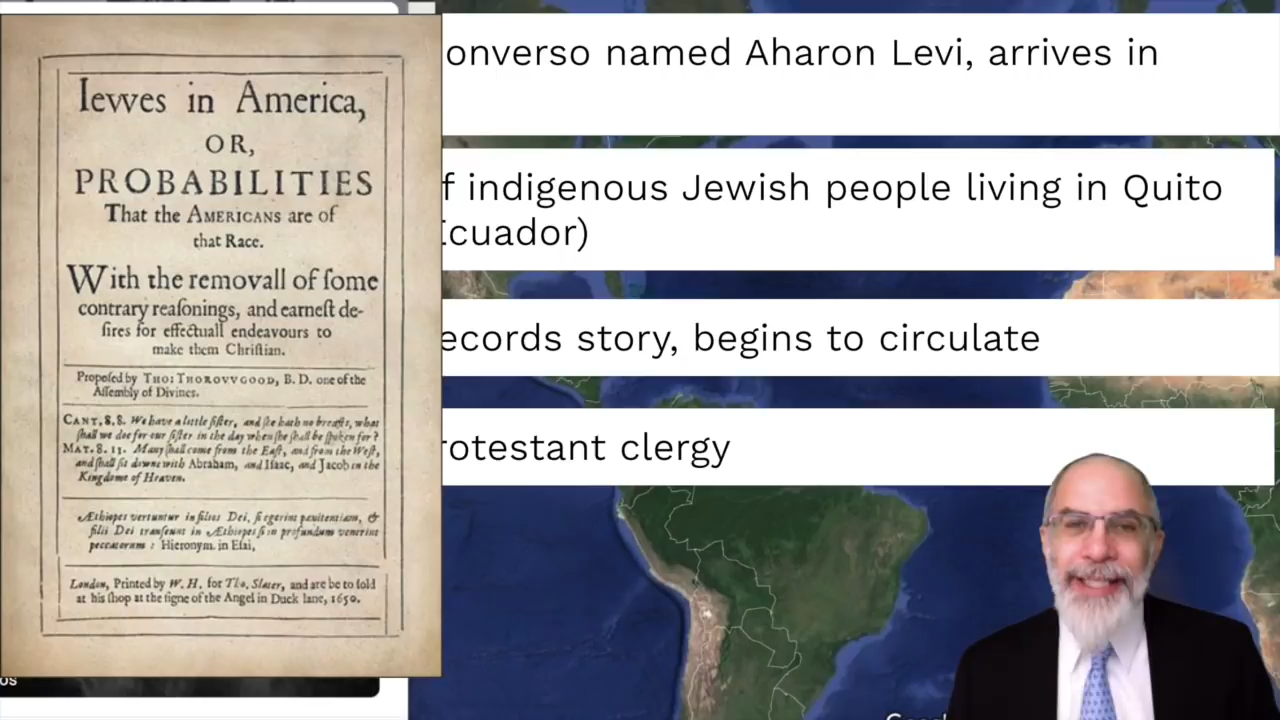 Iewes in America,
OR,
PROBABILITIES
That the AMERICANS are of
that Race.
With the removall of ſome
contrary reaſonings, and earneſt de-
ſires for effectuall endeavours to
make them Chriſtian.
Propoſed by THO: THOROVVGOOD, B. D. one of the
Aſſembly of Divines.
CANT. 8. 8. We have a little ſiſter, and ſhe hath no breaſts, what
ſhall we doe for our ſiſter in the day when ſhe ſhall be ſpoken for?
MAT. 8. 11. Many ſhall come from the Eaſt, and from the Weſt,
and ſhall ſit downe with Abraham, and Iſaac, and Jacob in the
Kingdome of Heaven.
Æthiopes vertuntur in filios Dei, ſi egerint pœnitentiam, &
filii Dei tranſeunt in Æthiopes ſi in profundum venerint
peccatorum: Hieronym. in Eſai,
London, Printed by W. H. for Tho. Slater, and are be to ſold
at his ſhop at the ſigne of the Angel in Duck lane, 1650.
onverso named Aharon Levi, arrives in
f indigenous Jewish people living in Quito
Ecuador)
ecords story, begins to circulate
rotestant clergy
os